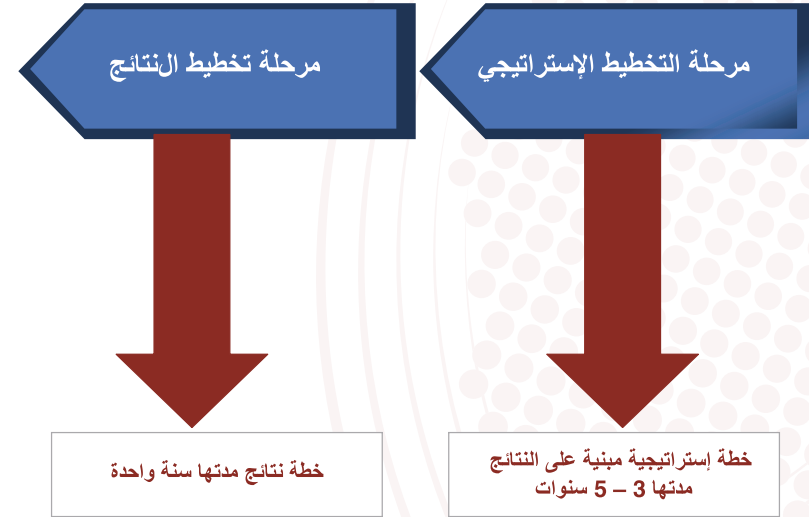 مرحلة التخطيط الإستراتيجي
مرحلة تخطيط النتائج
خطة إستراتيجية مبنية على النتائج
مدتها 3 – 5 سنوات
خطة نتائج مدتها سنة واحدة